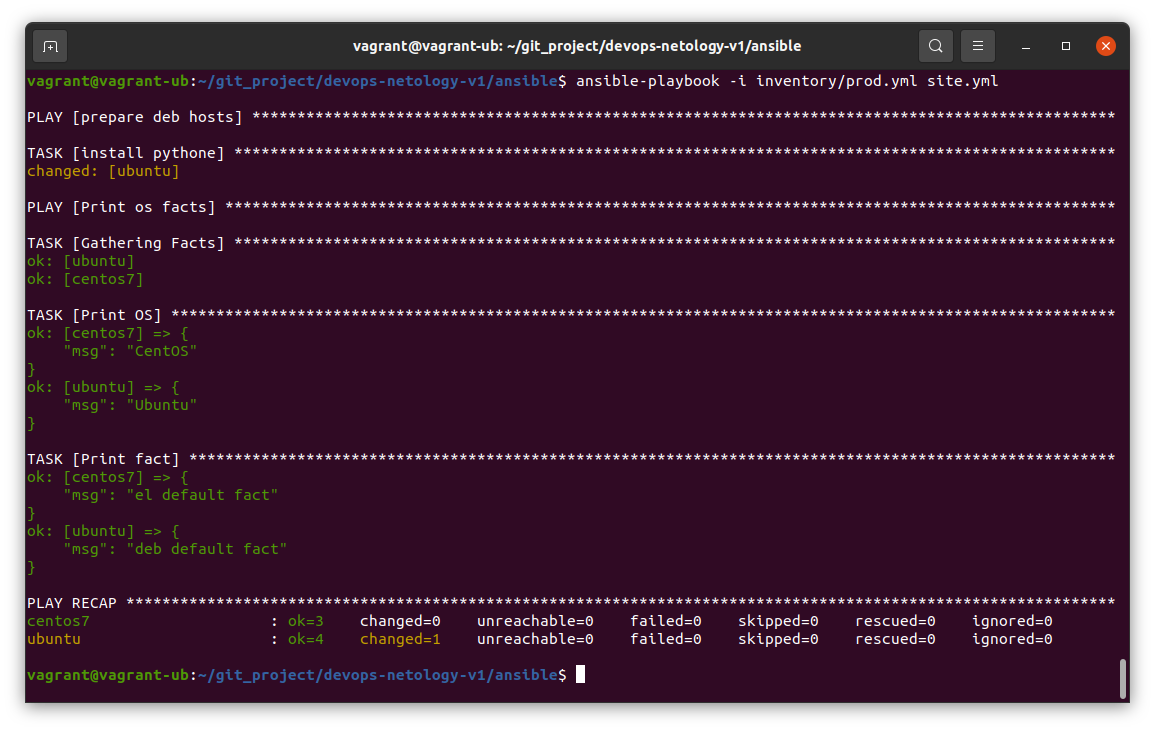 vagrant@vagrant-ub: ~/git_project/devops-netology-v1/ansible
vagrant@vagrant-ub:~/git_project/devops-netology-v1/ansible$ ansible-playbook -i inventory/prod.yml site.yml
PLAY [prepare deb hosts] ************************************************************************************************
TASK [install pythone] **************************************************************************************************
changed: [ubuntu]
PLAY [Print os facts] ***************************************************************************************************
TASK [Gathering Facts] **************************************************************************************************
ok: [ubuntu]
ok: [centos7]
TASK [Print OS] *********************************************************************************************************
ok: [centos7] => {
    "msg": "CentOS"
}
ok: [ubuntu] => {
    "msg": "Ubuntu"
}
TASK [Print fact] *******************************************************************************************************
ok: [centos7] => {
    "msg": "el default fact"
}
ok: [ubuntu] => {
    "msg": "deb default fact"
}
PLAY RECAP **************************************************************************************************************
centos7                    : ok=3    changed=0    unreachable=0    failed=0    skipped=0    rescued=0    ignored=0
ubuntu                     : ok=4    changed=1    unreachable=0    failed=0    skipped=0    rescued=0    ignored=0
vagrant@vagrant-ub:~/git_project/devops-netology-v1/ansible$